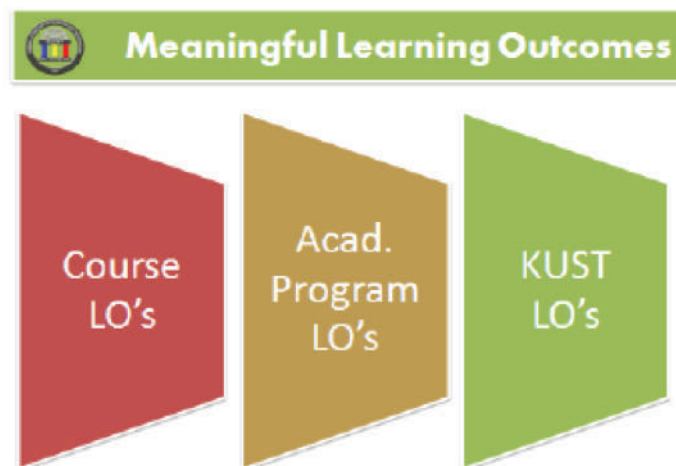 Meaningful Learning Outcomes
Course
LO's
Acad.
Program
LO's
KUST
LO's